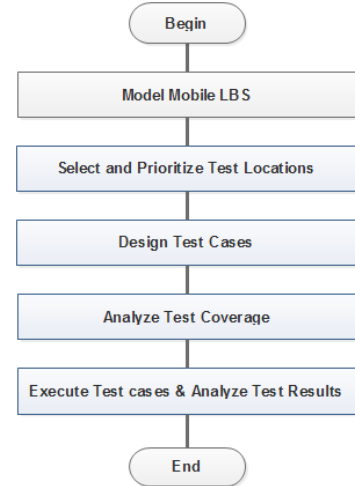 Begin
Model Mobile LBS
Select and Prioritize Test Locations
Design Test Cases
Analyze Test Coverage
Execute Test cases & Analyze Test Results
End